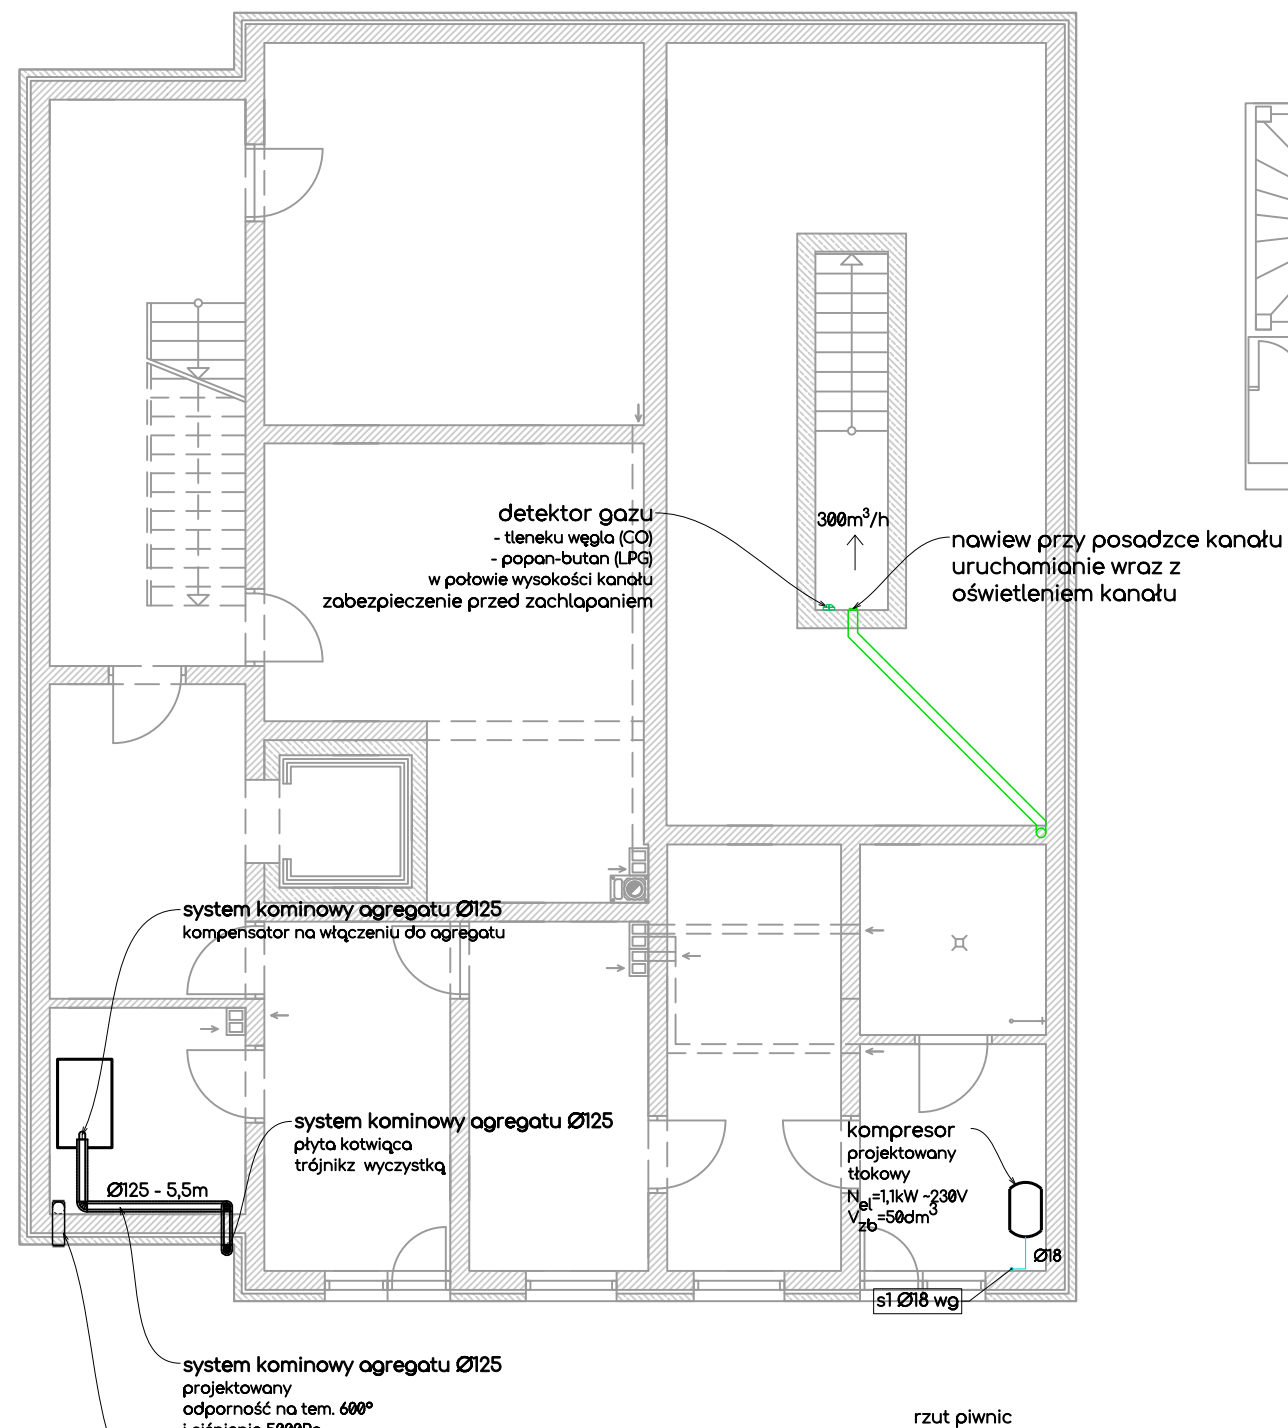 detektor gazu
- tleneku węgla (CO)
- popan-butan (LPG)
w połowie wysokości kanału
zabezpieczenie przed zachlapaniem
300m³/h
nawiew przy posadzce kanału
uruchamianie wraz z
oświetleniem kanału
system kominowy agregatu Ø125
kompensator na włączeniu do agregatu
system kominowy agregatu Ø125
płyta kotwiąca
trójnikz wyczystką
Ø125 - 5,5m
kompresor
projektowany
tłokowy
Nel=1,1kW ~230V
Vzb=50dm³
Ø18
s1 Ø18 wg
system kominowy agregatu Ø125
projektowany
odporność na tem. 600°
i ciśnienie 5000Pa
rzut piwnic